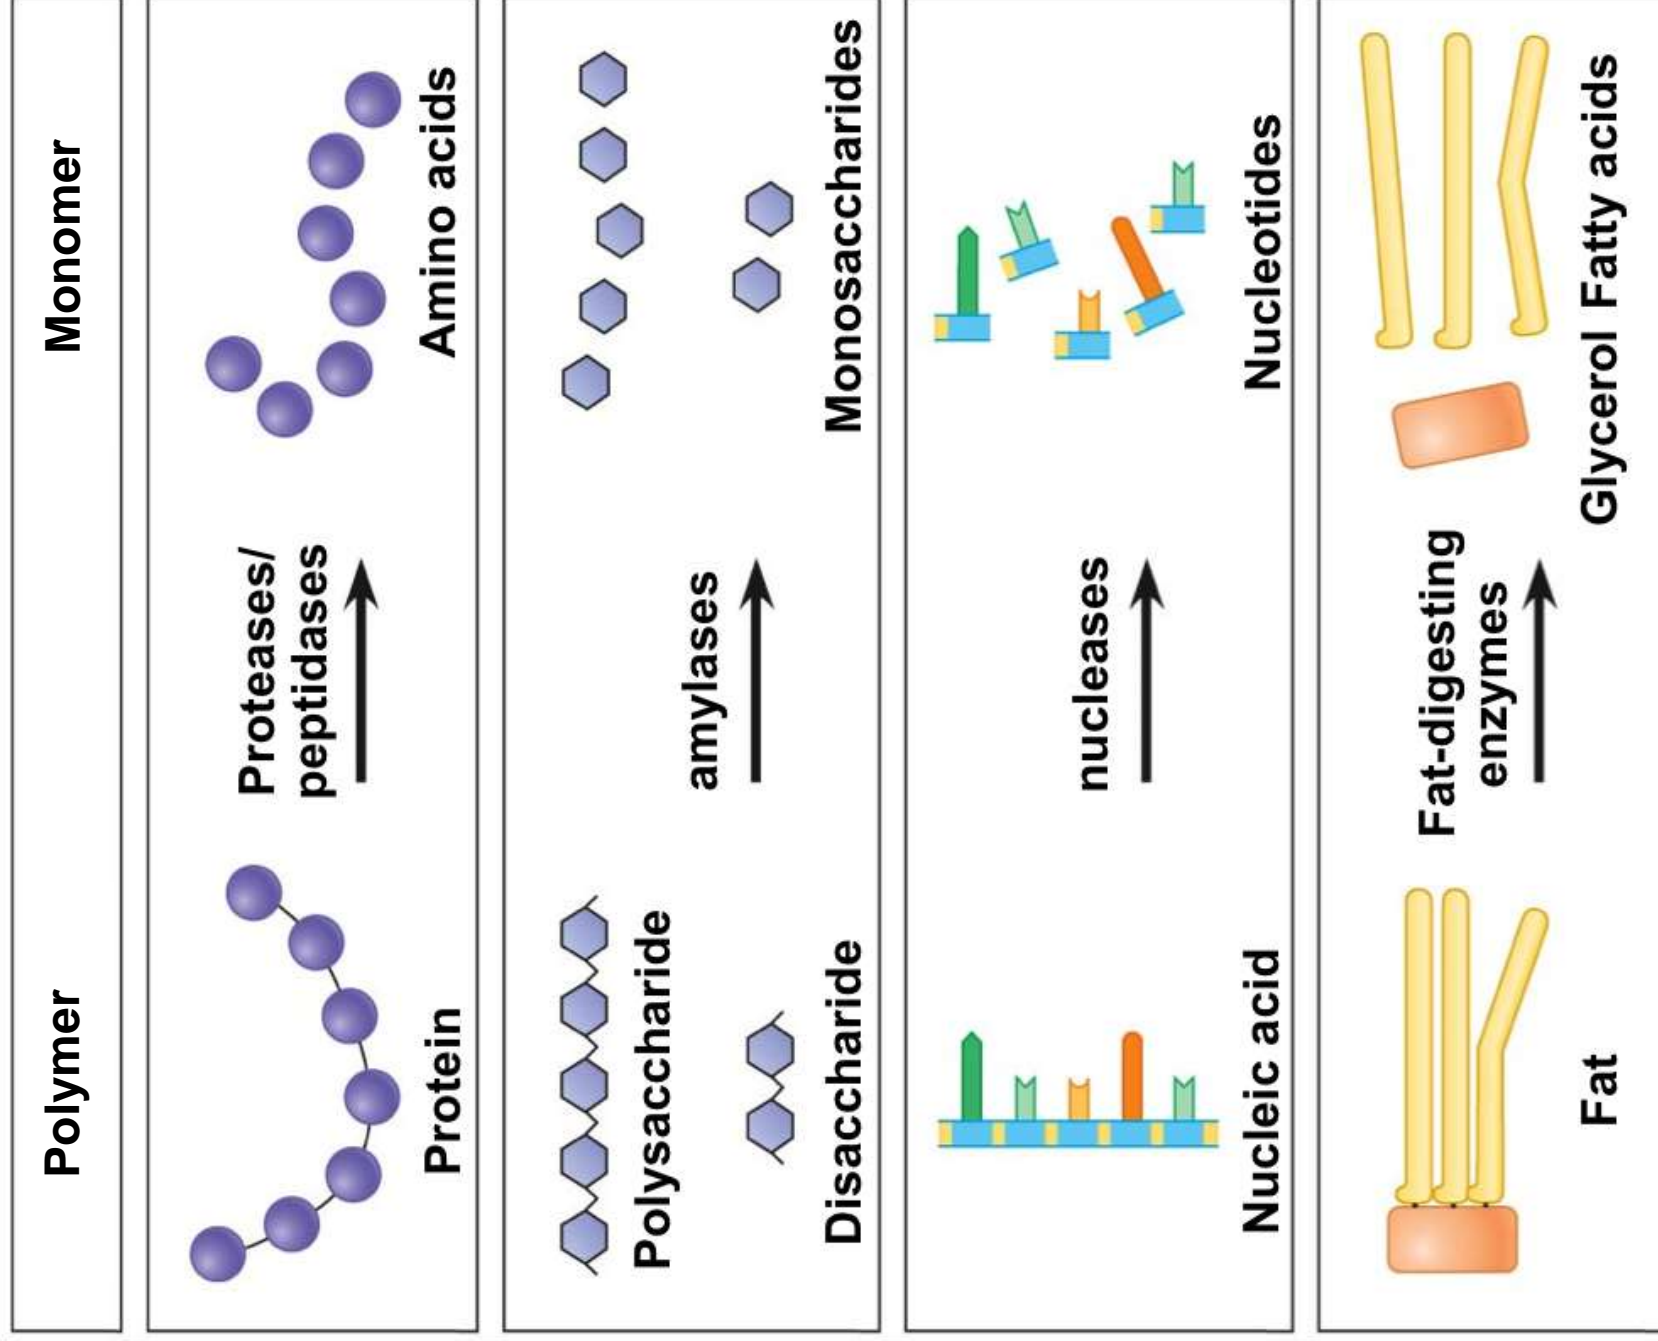 Polymer
Monomer
Proteases/
peptidases
Protein
Amino acids
Polysaccharide
amylases
Disaccharide
Monosaccharides
nucleases
Nucleic acid
Nucleotides
Fat-digesting
enzymes
Fat
Glycerol Fatty acids